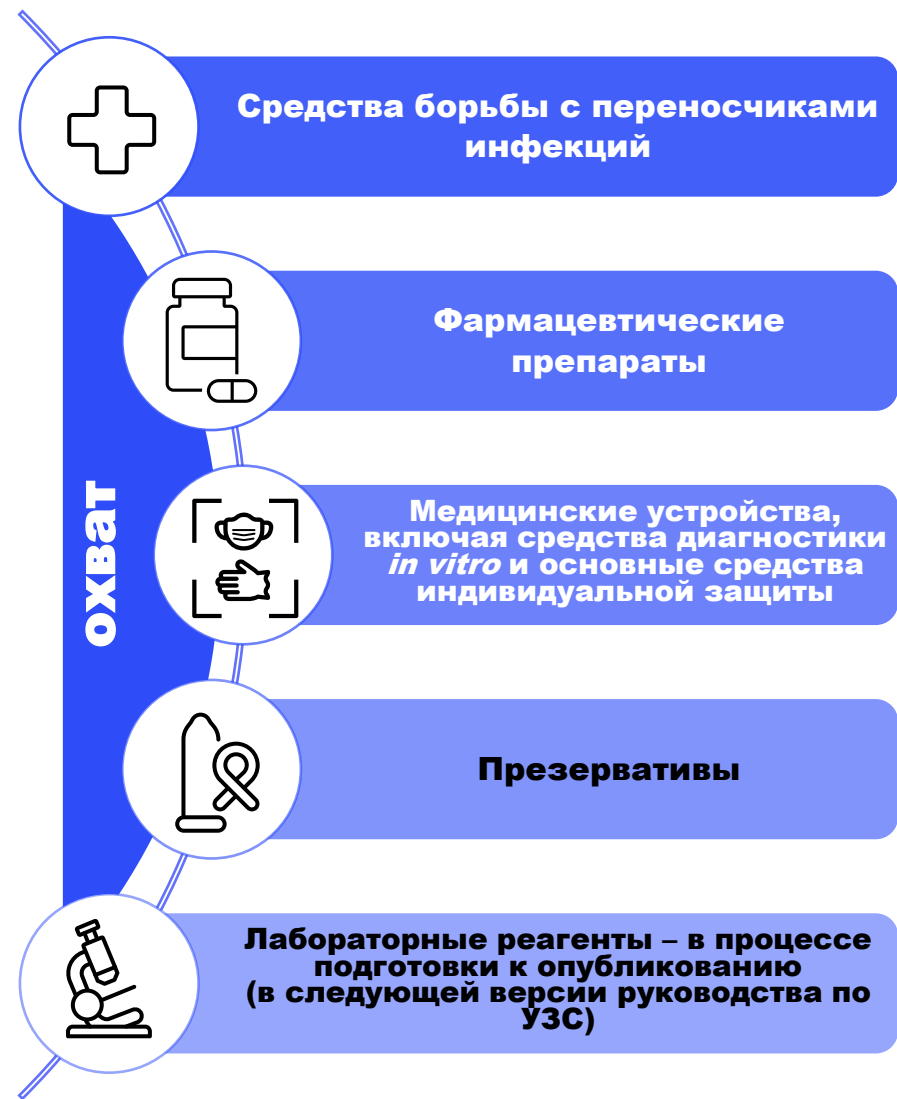 охват
Средства борьбы с переносчиками
инфекций
Фармацевтические
препараты
Медицинские устройства,
включая средства диагностики
in vitro и основные средства
индивидуальной защиты
Презервативы
Лабораторные реагенты – в процессе
подготовки к опубликованию
(в следующей версии руководства по
УЗС)